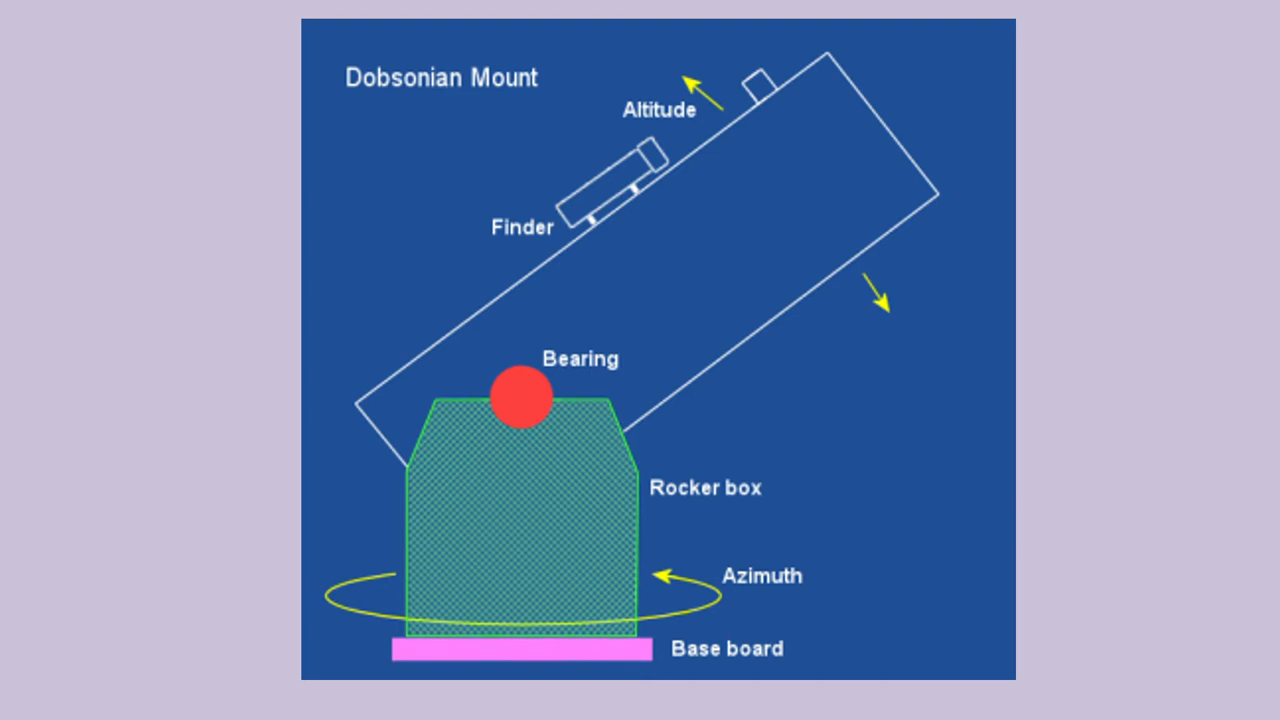 Dobsonian Mount
Altitude
Finder
Bearing
Rocker box
Azimuth
Base board